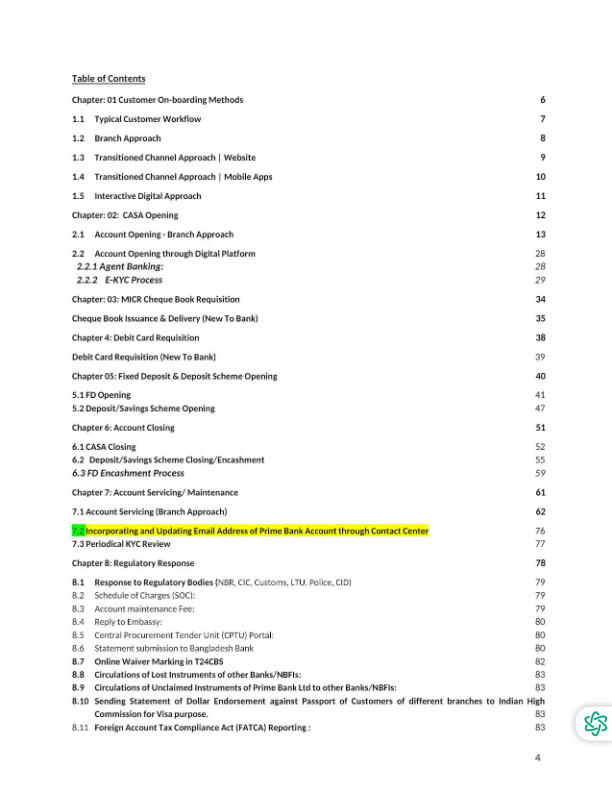 Table of Contents
Chapter: 01 Customer On-boarding Methods 6
1.1 Typical Customer Workflow 7
1.2 Branch Approach 8
1.3 Transitioned Channel Approach | Website 9
1.4 Transitioned Channel Approach | Mobile Apps 10
1.5 Interactive Digital Approach 11
Chapter: 02: CASA Opening 12
2.1 Account Opening - Branch Approach 13
2.2 Account Opening through Digital Platform 28
2.2.1 Agent Banking: 28
2.2.2 E-KYC Process 29
Chapter: 03: MICR Cheque Book Requisition 34
Cheque Book Issuance & Delivery (New To Bank) 35
Chapter 4: Debit Card Requisition 38
Debit Card Requisition (New To Bank) 39
Chapter 05: Fixed Deposit & Deposit Scheme Opening 40
5.1 FD Opening 41
5.2 Deposit/Savings Scheme Opening 47
Chapter 6: Account Closing 51
6.1 CASA Closing 52
6.2 Deposit/Savings Scheme Closing/Encashment 55
6.3 FD Encashment Process 59
Chapter 7: Account Servicing/ Maintenance 61
7.1 Account Servicing (Branch Approach) 62
7.2 Incorporating and Updating Email Address of Prime Bank Account through Contact Center 76
7.3 Periodical KYC Review 77
Chapter 8: Regulatory Response 78
8.1 Response to Regulatory Bodies (NBR, CIC, Customs, LTU, Police, CID) 79
8.2 Schedule of Charges (SOC): 79
8.3 Account maintenance Fee: 79
8.4 Reply to Embassy: 80
8.5 Central Procurement Tender Unit (CPTU) Portal: 80
8.6 Statement submission to Bangladesh Bank 80
8.7 Online Waiver Marking in T24CBS 82
8.8 Circulations of Lost Instruments of other Banks/NBFIs: 83
8.9 Circulations of Unclaimed Instruments of Prime Bank Ltd to other Banks/NBFIs: 83
8.10 Sending Statement of Dollar Endorsement against Passport of Customers of different branches to Indian High
Commission for Visa purpose. 83
8.11 Foreign Account Tax Compliance Act (FATCA) Reporting : 83
4